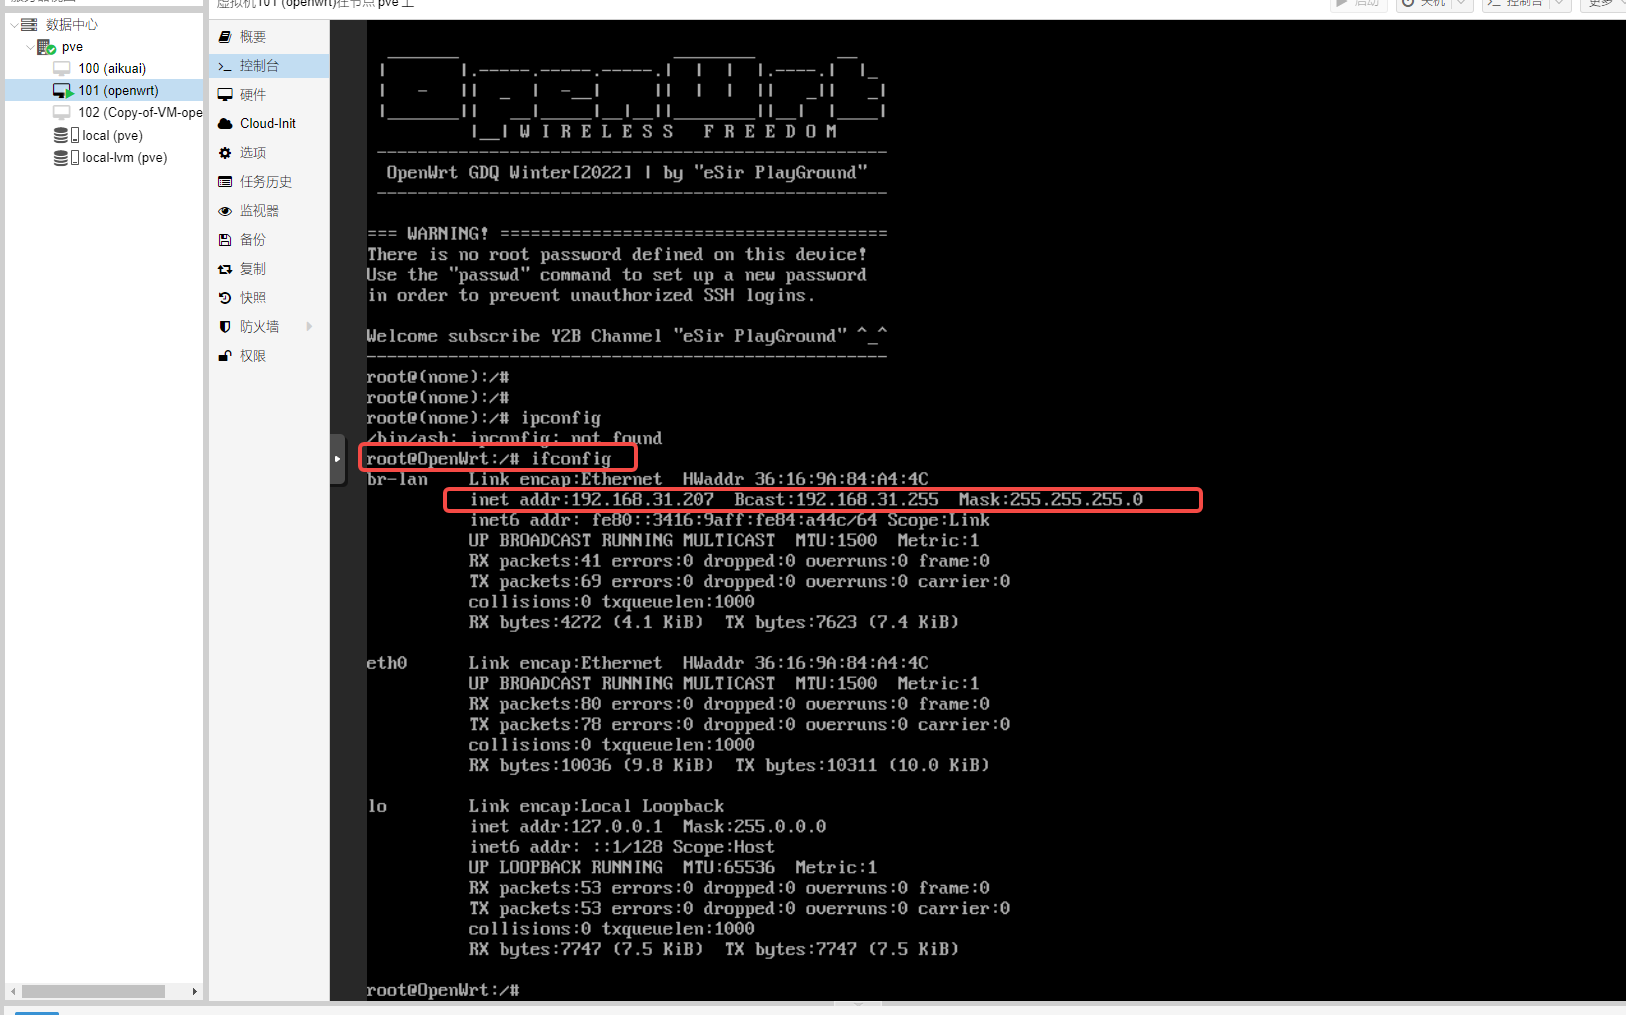 虚拟机101 (openwrt)在节点 pve 上
启动
关机
控制台
更多
数据中心
pve
100 (aikuai)
101 (openwrt)
102 (Copy-of-VM-ope
local (pve)
local-lvm (pve)
概要
控制台
硬件
Cloud-Init
选项
任务历史
监视器
备份
复制
快照
防火墙
权限
OpenWrt
W I R E L E S S   F R E E D O M
OpenWrt GDQ Winter[2022] | by "eSir PlayGround"
=== WARNING! =====================================
There is no root password defined on this device!
Use the "passwd" command to set up a new password
in order to prevent unauthorized SSH logins.
Welcome subscribe Y2B Channel "eSir PlayGround" ^_^
--------------------------------------------------
root@(none):/#
root@(none):/#
root@(none):/# ipconfig
/bin/ash: ipconfig: not found
root@OpenWrt:/# ifconfig
br-lan    Link encap:Ethernet  HWaddr 36:16:9A:84:A4:4C
inet addr:192.168.31.207  Bcast:192.168.31.255  Mask:255.255.255.0
inet6 addr: fe80::3416:9aff:fe84:a44c/64 Scope:Link
UP BROADCAST RUNNING MULTICAST  MTU:1500  Metric:1
RX packets:41 errors:0 dropped:0 overruns:0 frame:0
TX packets:69 errors:0 dropped:0 overruns:0 carrier:0
collisions:0 txqueuelen:1000
RX bytes:4272 (4.1 KiB)  TX bytes:7623 (7.4 KiB)
eth0      Link encap:Ethernet  HWaddr 36:16:9A:84:A4:4C
UP BROADCAST RUNNING MULTICAST  MTU:1500  Metric:1
RX packets:80 errors:0 dropped:0 overruns:0 frame:0
TX packets:78 errors:0 dropped:0 overruns:0 carrier:0
collisions:0 txqueuelen:1000
RX bytes:10036 (9.8 KiB)  TX bytes:10311 (10.0 KiB)
lo        Link encap:Local Loopback
inet addr:127.0.0.1  Mask:255.0.0.0
inet6 addr: ::1/128 Scope:Host
UP LOOPBACK RUNNING  MTU:65536  Metric:1
RX packets:53 errors:0 dropped:0 overruns:0 frame:0
TX packets:53 errors:0 dropped:0 overruns:0 carrier:0
collisions:0 txqueuelen:1000
RX bytes:7747 (7.5 KiB)  TX bytes:7747 (7.5 KiB)
root@OpenWrt:/#